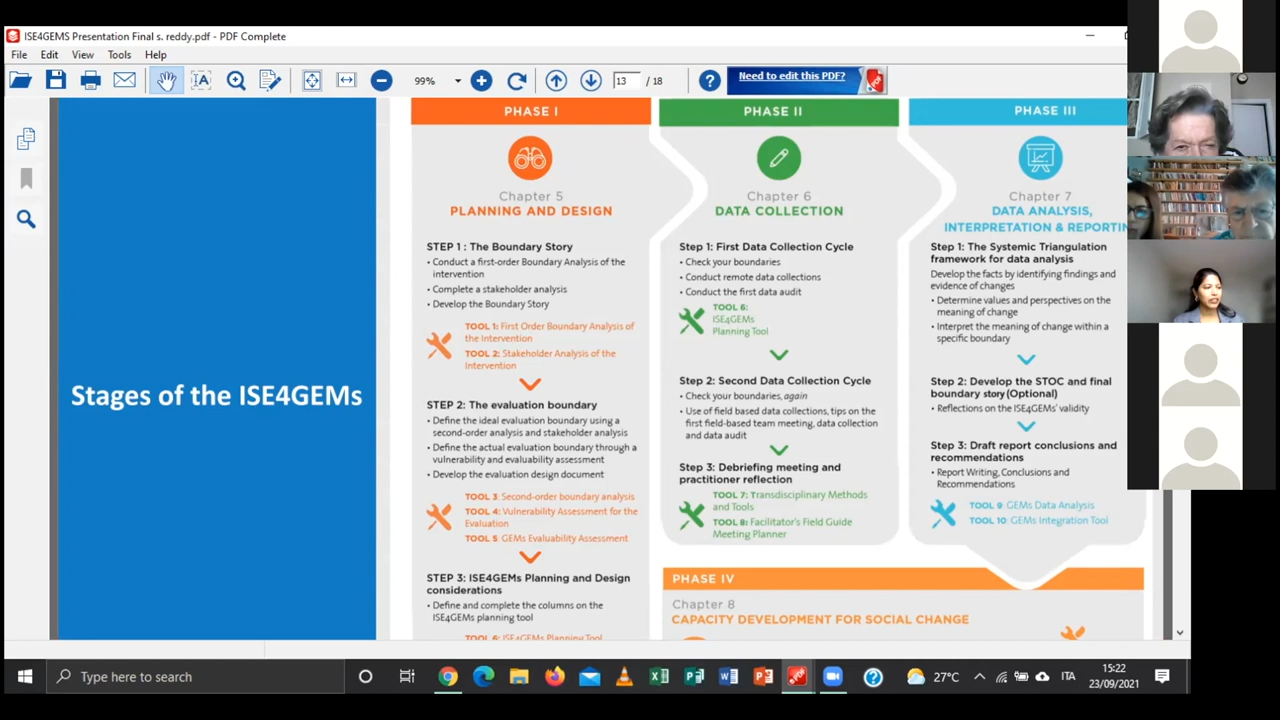 ISE4GEMS Presentation Final s. reddy.pdf - PDF Complete
File Edit View Tools Help
99% 13 / 18 Need to edit this PDF?
Stages of the ISE4GEMs
PHASE I
Chapter 5
PLANNING AND DESIGN
STEP 1 : The Boundary Story
• Conduct a first-order Boundary Analysis of the
intervention
• Complete a stakeholder analysis
• Develop the Boundary Story
TOOL 1: First Order Boundary Analysis of
the Intervention
TOOL 2: Stakeholder Analysis of the
Intervention
STEP 2: The evaluation boundary
• Define the ideal evaluation boundary using a
second-order analysis and stakeholder analysis
• Define the actual evaluation boundary through a
vulnerability and evaluability assessment
• Develop the evaluation design document
TOOL 3: Second-order boundary analysis
TOOL 4: Vulnerability Assessment for the
Evaluation
TOOL 5: GEMs Evaluability Assessment
STEP 3: ISE4GEMs Planning and Design
considerations
• Define and complete the columns on the
ISE4GEMs planning tool
TOOL 6: ISE4GEMs Planning Tool
PHASE II
Chapter 6
DATA COLLECTION
Step 1: First Data Collection Cycle
• Check your boundaries
• Conduct remote data collections
• Conduct the first data audit
TOOL 6:
ISE4GEMs
Planning Tool
Step 2: Second Data Collection Cycle
• Check your boundaries, again
• Use of field based data collections, tips on the
first field-based team meeting, data collection
and data audit
Step 3: Debriefing meeting and
practitioner reflection
TOOL 7: Transdisciplinary Methods
and Tools
TOOL 8: Facilitator's Field Guide
Meeting Planner
PHASE III
Chapter 7
DATA ANALYSIS,
INTERPRETATION & REPORTIN
Step 1: The Systemic Triangulation
framework for data analysis
Develop the facts by identifying findings and
evidence of changes
• Determine values and perspectives on the
meaning of change
• Interpret the meaning of change within a
specific boundary
Step 2: Develop the STOC and final
boundary story (Optional)
• Reflections on the ISE4GEMs' validity
Step 3: Draft report conclusions and
recommendations
• Report Writing, Conclusions and
Recommendations
TOOL 9: GEMs Data Analysis
TOOL 10: GEMs Integration Tool
PHASE IV
Chapter 8
CAPACITY DEVELOPMENT FOR SOCIAL CHANGE
Type here to search
27°C
ITA
15:22
23/09/2021